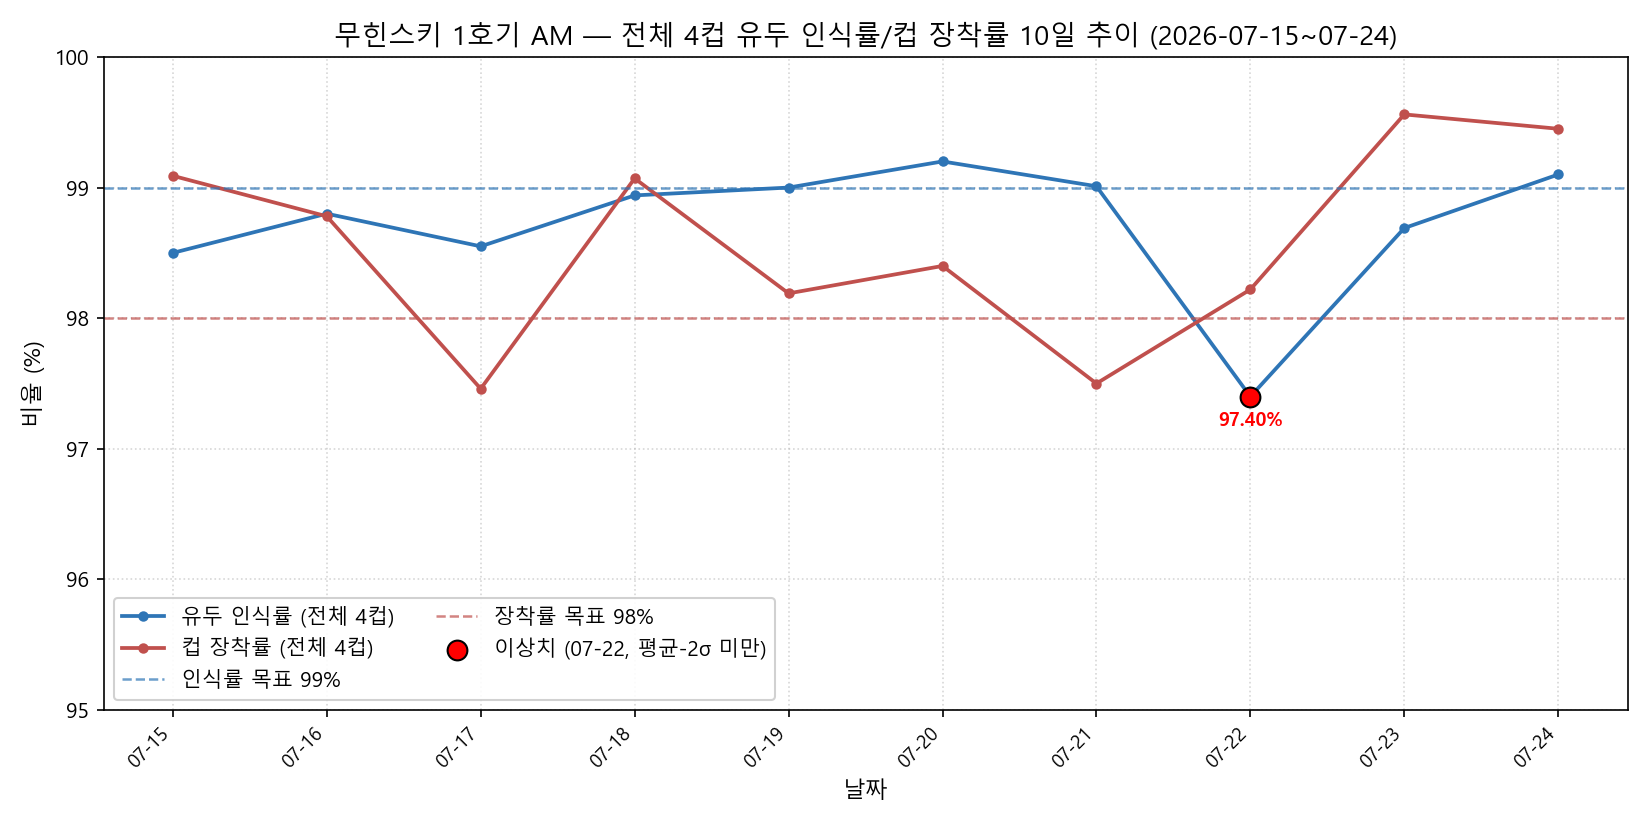 무힌스키 1호기 AM — 전체 4컵 유두 인식률/컵 장착률 10일 추이 (2026-07-15~07-24)
비율 (%)
100
99
98
97
96
95
97.40%
유두 인식률 (전체 4컵)
컵 장착률 (전체 4컵)
인식률 목표 99%
장착률 목표 98%
이상치 (07-22, 평균-2σ 미만)
07-15
07-16
07-17
07-18
07-19
07-20
07-21
07-22
07-23
07-24
날짜